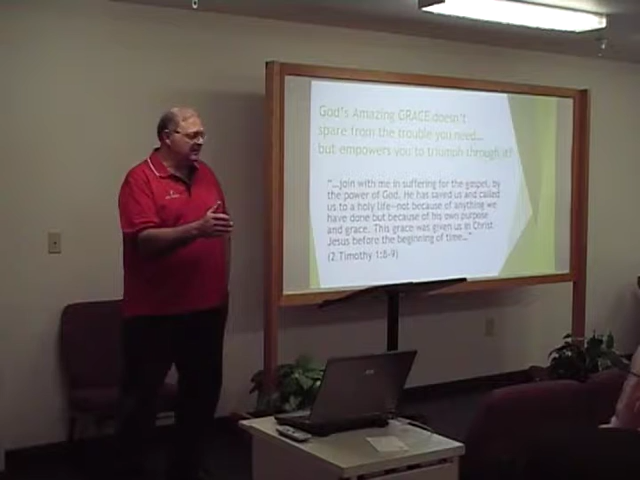 God's Amazing GRACE doesn't
spare from the trouble you need...
but empowers you to triumph through it!
"...join with me in suffering for the gospel, by
the power of God. He has saved us and called
us to a holy life—not because of anything we
have done but because of his own purpose
and grace. This grace was given us in Christ
Jesus before the beginning of time..."
(2 Timothy 1:8-9)